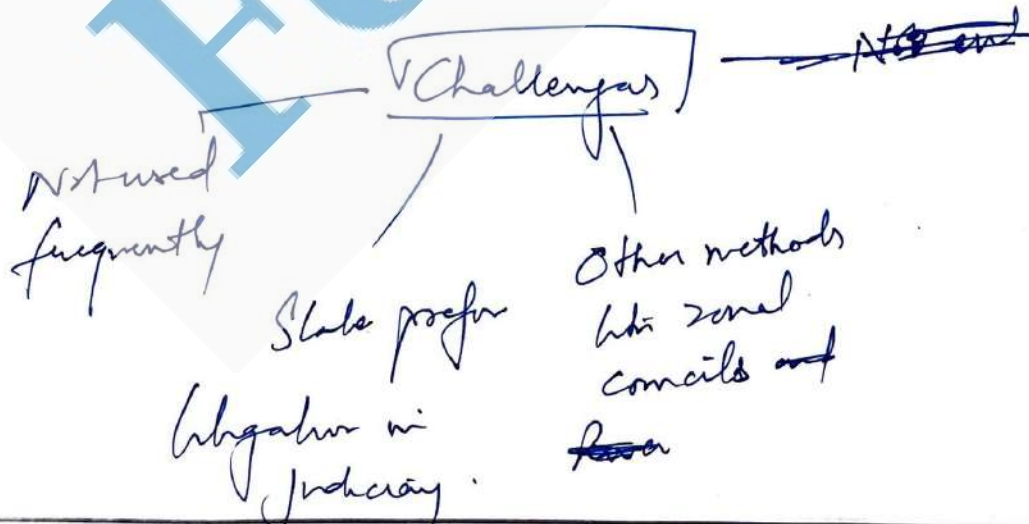 Challenges
Not used
frequently
State prefer
litigation in
Judiciary.
Other methods
like zonal
councils